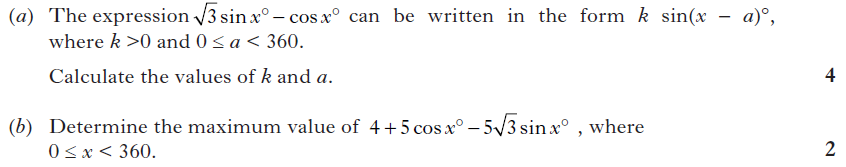 (a) The expression √3 sin x° – cos x° can be written in the form k sin(x – a)°,
where k >0 and 0 ≤ a < 360.
Calculate the values of k and a. 4
(b) Determine the maximum value of 4 + 5 cos x° – 5√3 sin x° , where
0 ≤ x < 360. 2